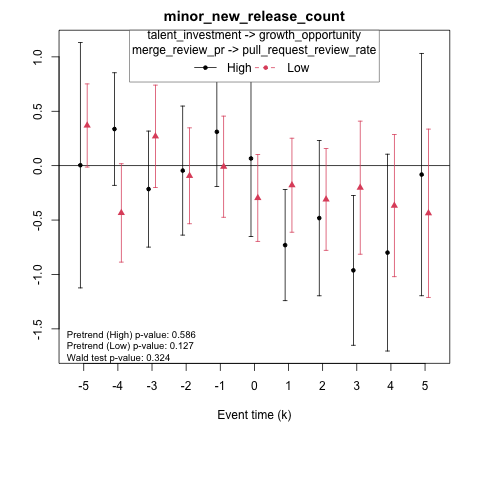 minor_new_release_count
talent_investment -> growth_opportunity
merge_review_pr -> pull_request_review_rate
High Low
1.0
0.5
0.0
-0.5
-1.0
-1.5
Pretrend (High) p-value: 0.586
Pretrend (Low) p-value: 0.127
Wald test p-value: 0.324
-5 -4 -3 -2 -1 0 1 2 3 4 5
Event time (k)